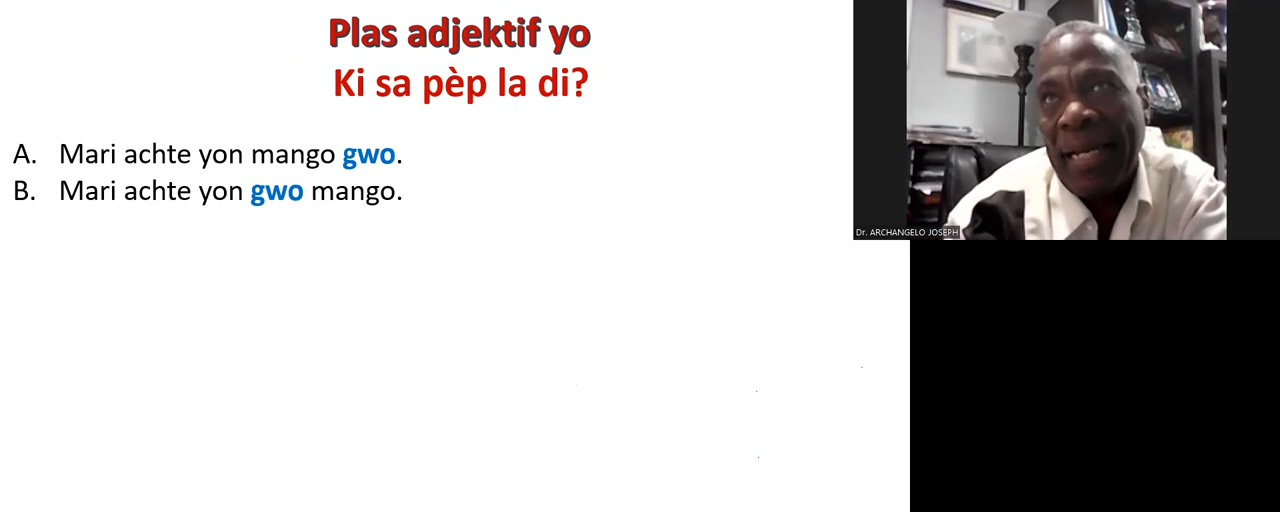 Plas adjektif yo
Ki sa pèp la di?
A. Mari achte yon mango gwo.
B. Mari achte yon gwo mango.
Dr. ARCHANGELO JOSEPH